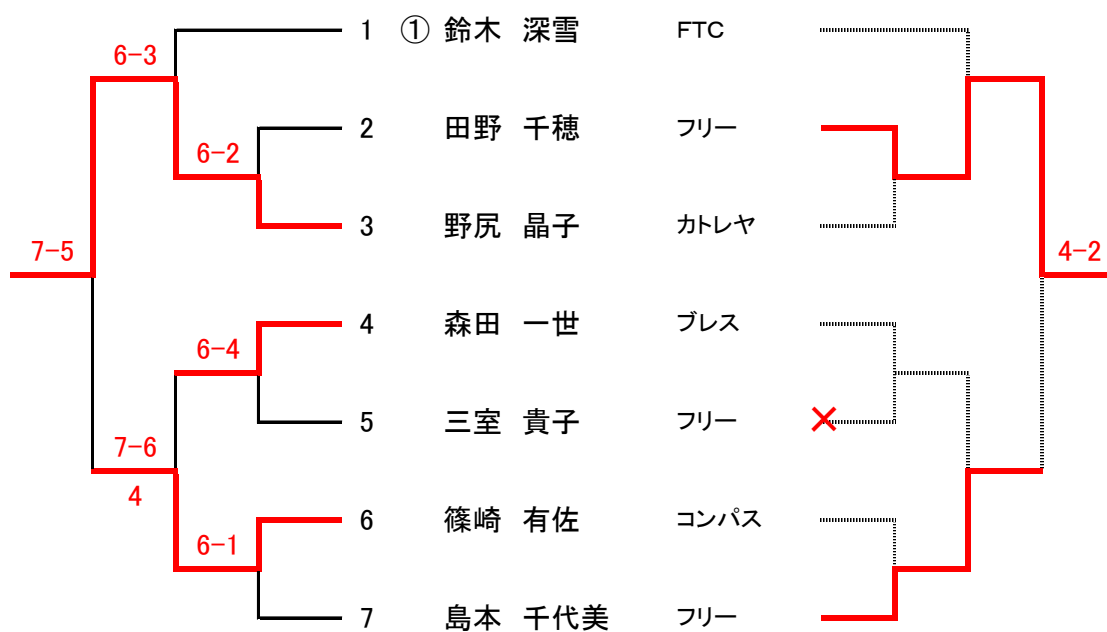 1 ① 鈴木 深雪 FTC
6-3
2 田野 千穂 フリー
6-2
3 野尻 晶子 カトレヤ
7-5 4-2
4 森田 一世 ブレス
6-4
5 三室 貴子 フリー
7-6
4
6 篠崎 有佐 コンパス
6-1
7 島本 千代美 フリー